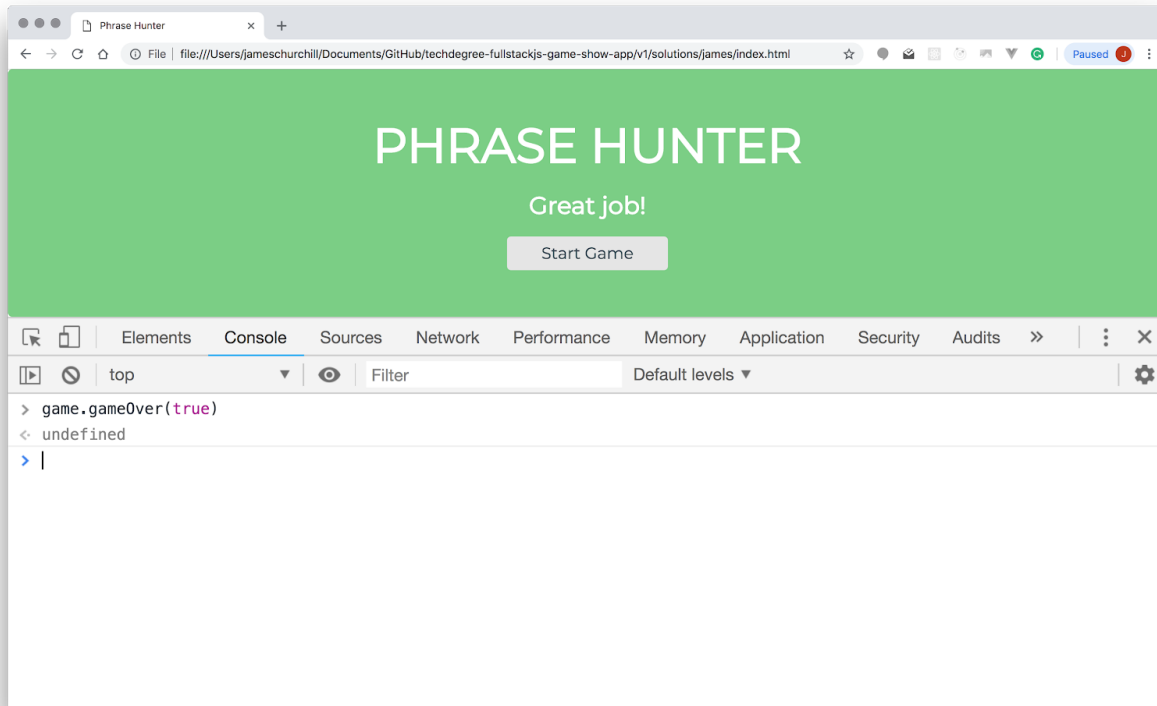 Phrase Hunter
File file:///Users/jameschurchill/Documents/GitHub/techdegree-fullstackjs-game-show-app/v1/solutions/james/index.html Paused J
PHRASE HUNTER
Great job!
Start Game
Elements Console Sources Network Performance Memory Application Security Audits
top Filter Default levels
game.gameOver(true)
undefined